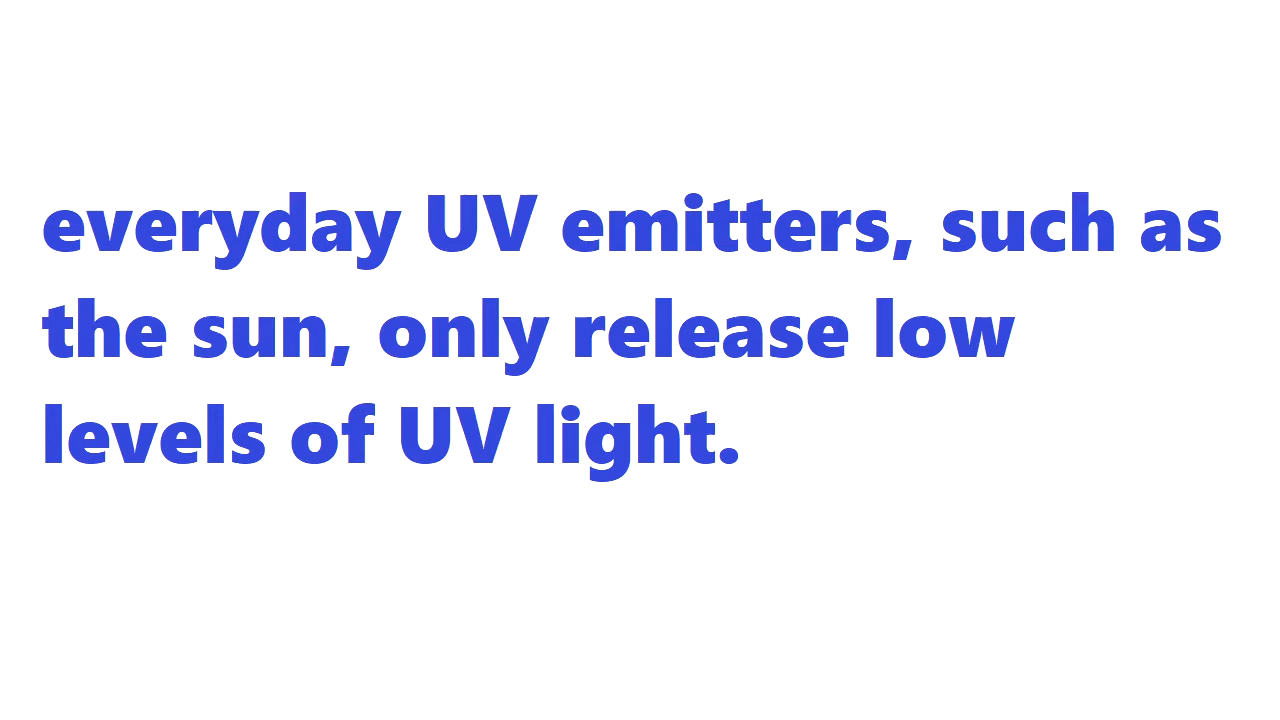 everyday UV emitters, such as
the sun, only release low
levels of UV light.